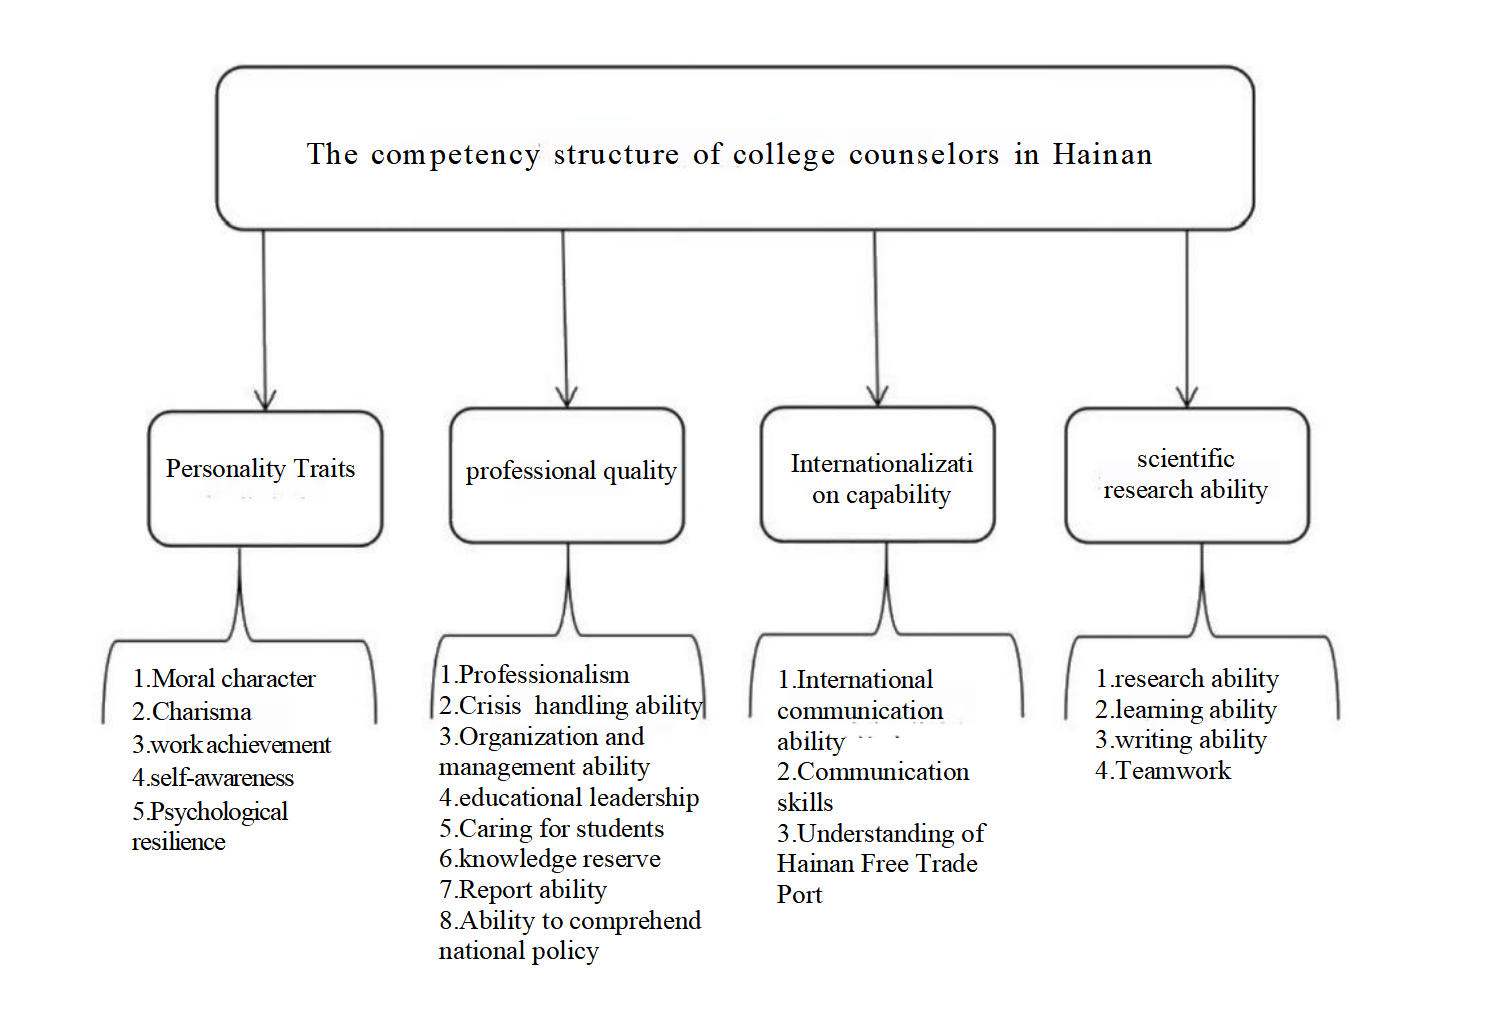 The competency structure of college counselors in Hainan
Personality Traits
professional quality
Internationalizati
on capability
scientific
research ability
1.Moral character
2.Charisma
3.work achievement
4.self-awareness
5.Psychological
resilience
1.Professionalism
2.Crisis handling ability
3.Organization and
management ability
4.educational leadership
5.Caring for students
6.knowledge reserve
7.Report ability
8.Ability to comprehend
national policy
1.International
communication
ability
2.Communication
skills
3.Understanding of
Hainan Free Trade
Port
1.research ability
2.learning ability
3.writing ability
4.Teamwork